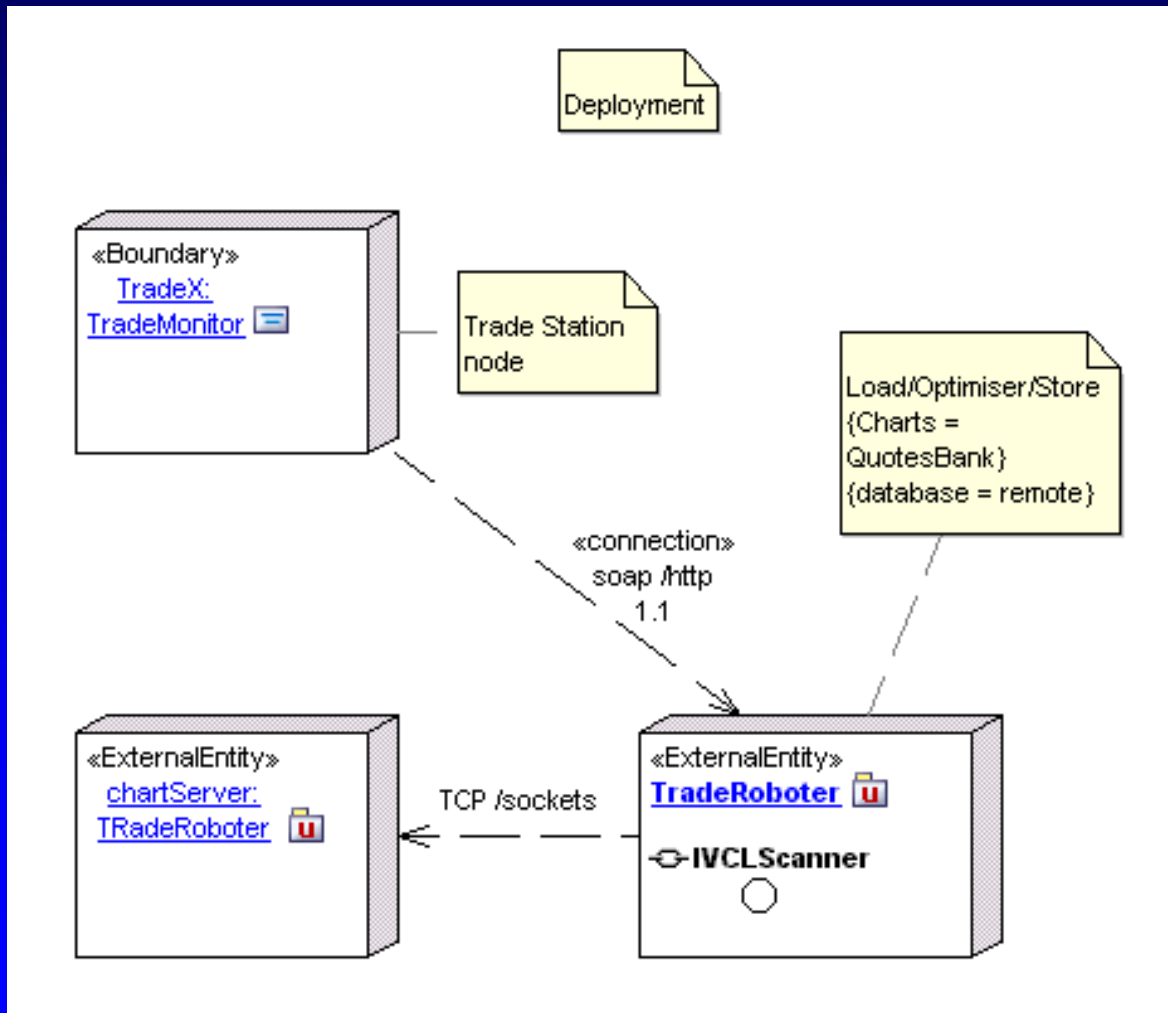 Deployment
«Boundary»
TradeX:
TradeMonitor
Trade Station
node
Load/Optimiser/Store
{Charts =
QuotesBank}
{database = remote}
«connection»
soap /http
1.1
«ExternalEntity»
chartServer:
TRadeRoboter
u
TCP /sockets
«ExternalEntity»
TradeRoboter
u
IVCLScanner